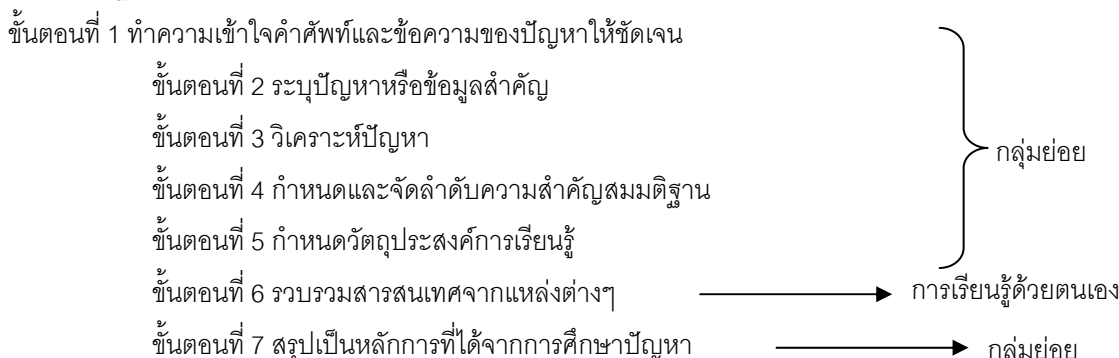 ขั้นตอนที่ 1 ทำความเข้าใจคำศัพท์และข้อความของปัญหาให้ชัดเจน
ขั้นตอนที่ 2 ระบุปัญหาหรือข้อมูลสำคัญ
ขั้นตอนที่ 3 วิเคราะห์ปัญหา
กลุ่มย่อย
ขั้นตอนที่ 4 กำหนดและจัดลำดับความสำคัญสมมติฐาน
ขั้นตอนที่ 5 กำหนดวัตถุประสงค์การเรียนรู้
ขั้นตอนที่ 6 รวบรวมสารสนเทศจากแหล่งต่างๆ การเรียนรู้ด้วยตนเอง
ขั้นตอนที่ 7 สรุปเป็นหลักการที่ได้จากการศึกษาปัญหา กลุ่มย่อย